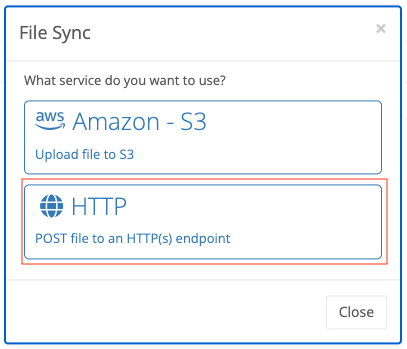 File Sync
×
What service do you want to use?
aws Amazon - S3
Upload file to S3
HTTP
POST file to an HTTP(s) endpoint
Close